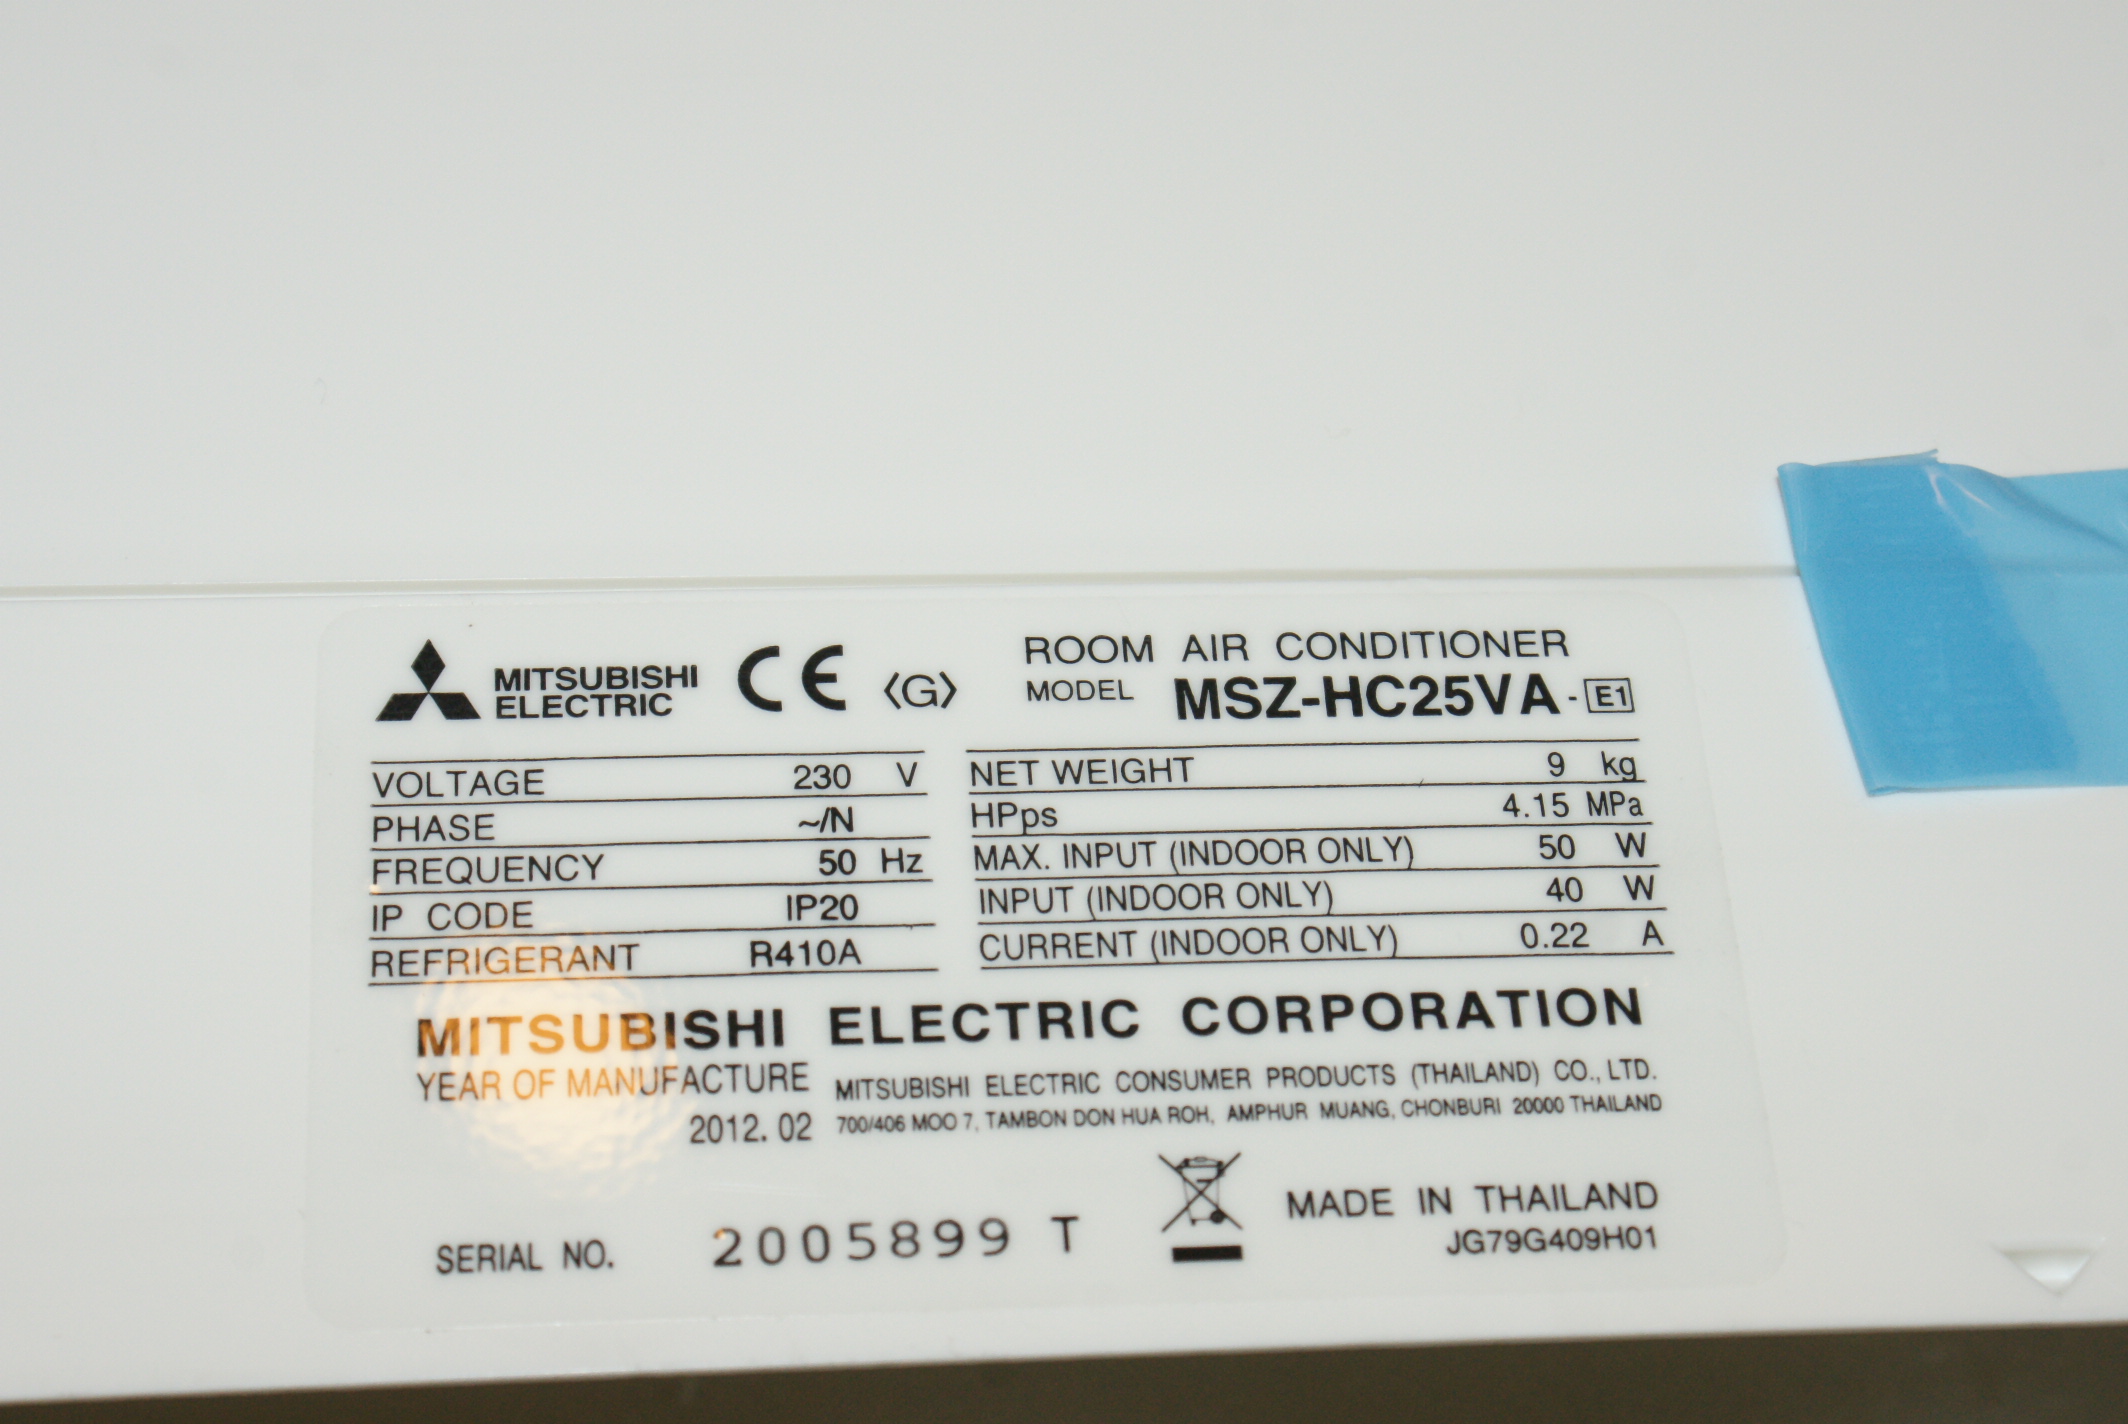 MITSUBISHI
ELECTRIC
CE
〈G〉
ROOM AIR CONDITIONER
MODEL MSZ-HC25VA-E1
VOLTAGE 230 V
PHASE ~/N
FREQUENCY 50 Hz
IP CODE IP20
REFRIGERANT R410A
NET WEIGHT 9 kg
HPps 4.15 MPa
MAX. INPUT (INDOOR ONLY) 50 W
INPUT (INDOOR ONLY) 40 W
CURRENT (INDOOR ONLY) 0.22 A
MITSUBISHI ELECTRIC CORPORATION
YEAR OF MANUFACTURE
2012. 02
MITSUBISHI ELECTRIC CONSUMER PRODUCTS (THAILAND) CO., LTD.
700/406 MOO 7, TAMBON DON HUA ROH, AMPHUR MUANG, CHONBURI 20000 THAILAND
SERIAL NO. 2005899 T
MADE IN THAILAND
JG79G409H01